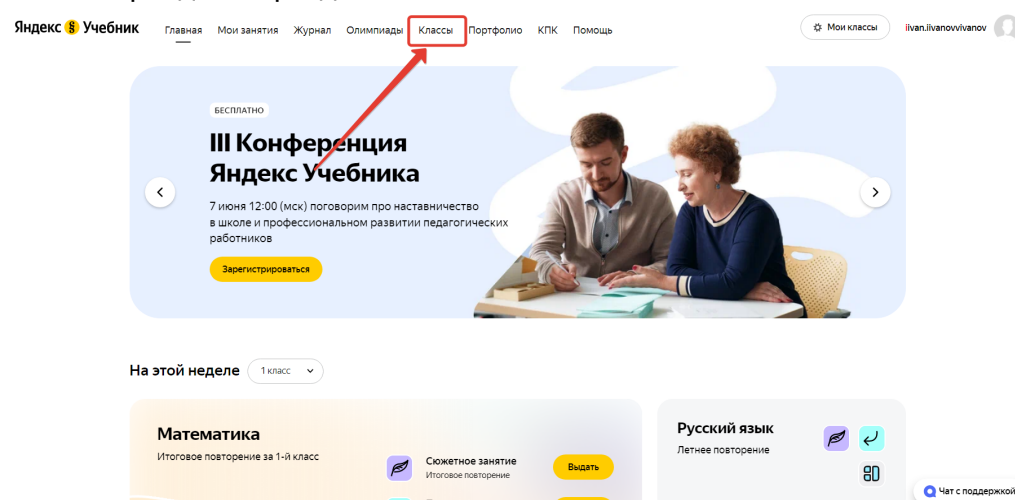 Яндекс Учебник
Главная Мои занятия Журнал Олимпиады Классы Портфолио КПК Помощь
Мои классы
iivan.iivanovvivanov
БЕСПЛАТНО
III Конференция
Яндекс Учебника
7 июня 12:00 (мск) поговорим про наставничество
в школе и профессиональном развитии педагогических
работников
Зарегистрироваться
На этой неделе
1 класс
Математика
Итоговое повторение за 1-й класс
Сюжетное занятие
Итоговое повторение
Выдать
Русский язык
Летнее повторение
Чат с поддержкой